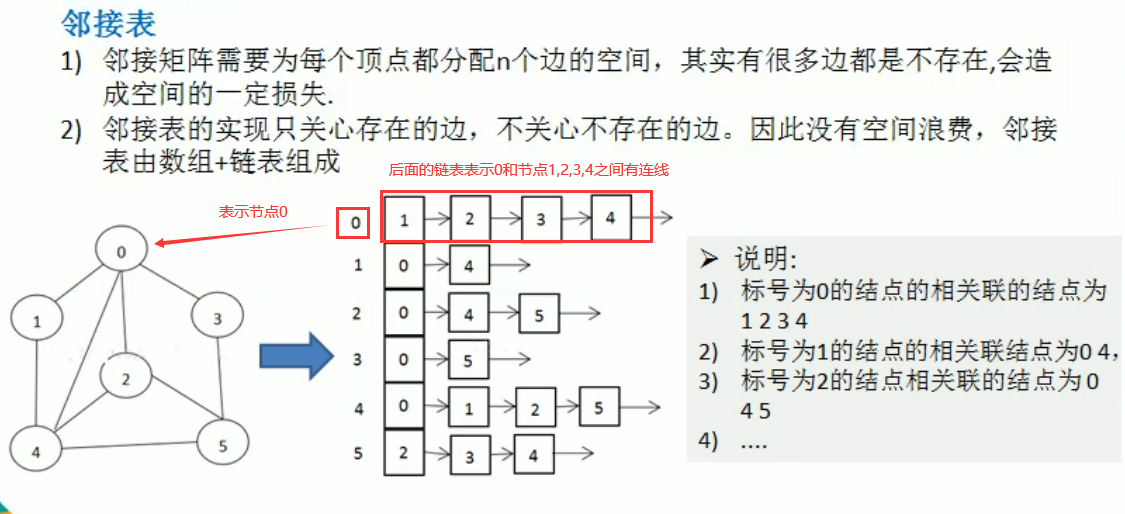 邻接表
1) 邻接矩阵需要为每个顶点都分配n个边的空间，其实有很多边都是不存在,会造
成空间的一定损失.
2) 邻接表的实现只关心存在的边，不关心不存在的边。因此没有空间浪费，邻接
表由数组+链表组成
后面的链表表示0和节点1,2,3,4之间有连线
表示节点0
0 1 2 3 4
1 0 4
2 0 4 5
3 0 5
4 0 1 2 5
5 2 3 4
0
1
3
2
4
5
说明:
1) 标号为0的结点的相关联的结点为
1 2 3 4
2) 标号为1的结点的相关联结点为0 4，
3) 标号为2的结点相关联的结点为 0
4 5
4) ....